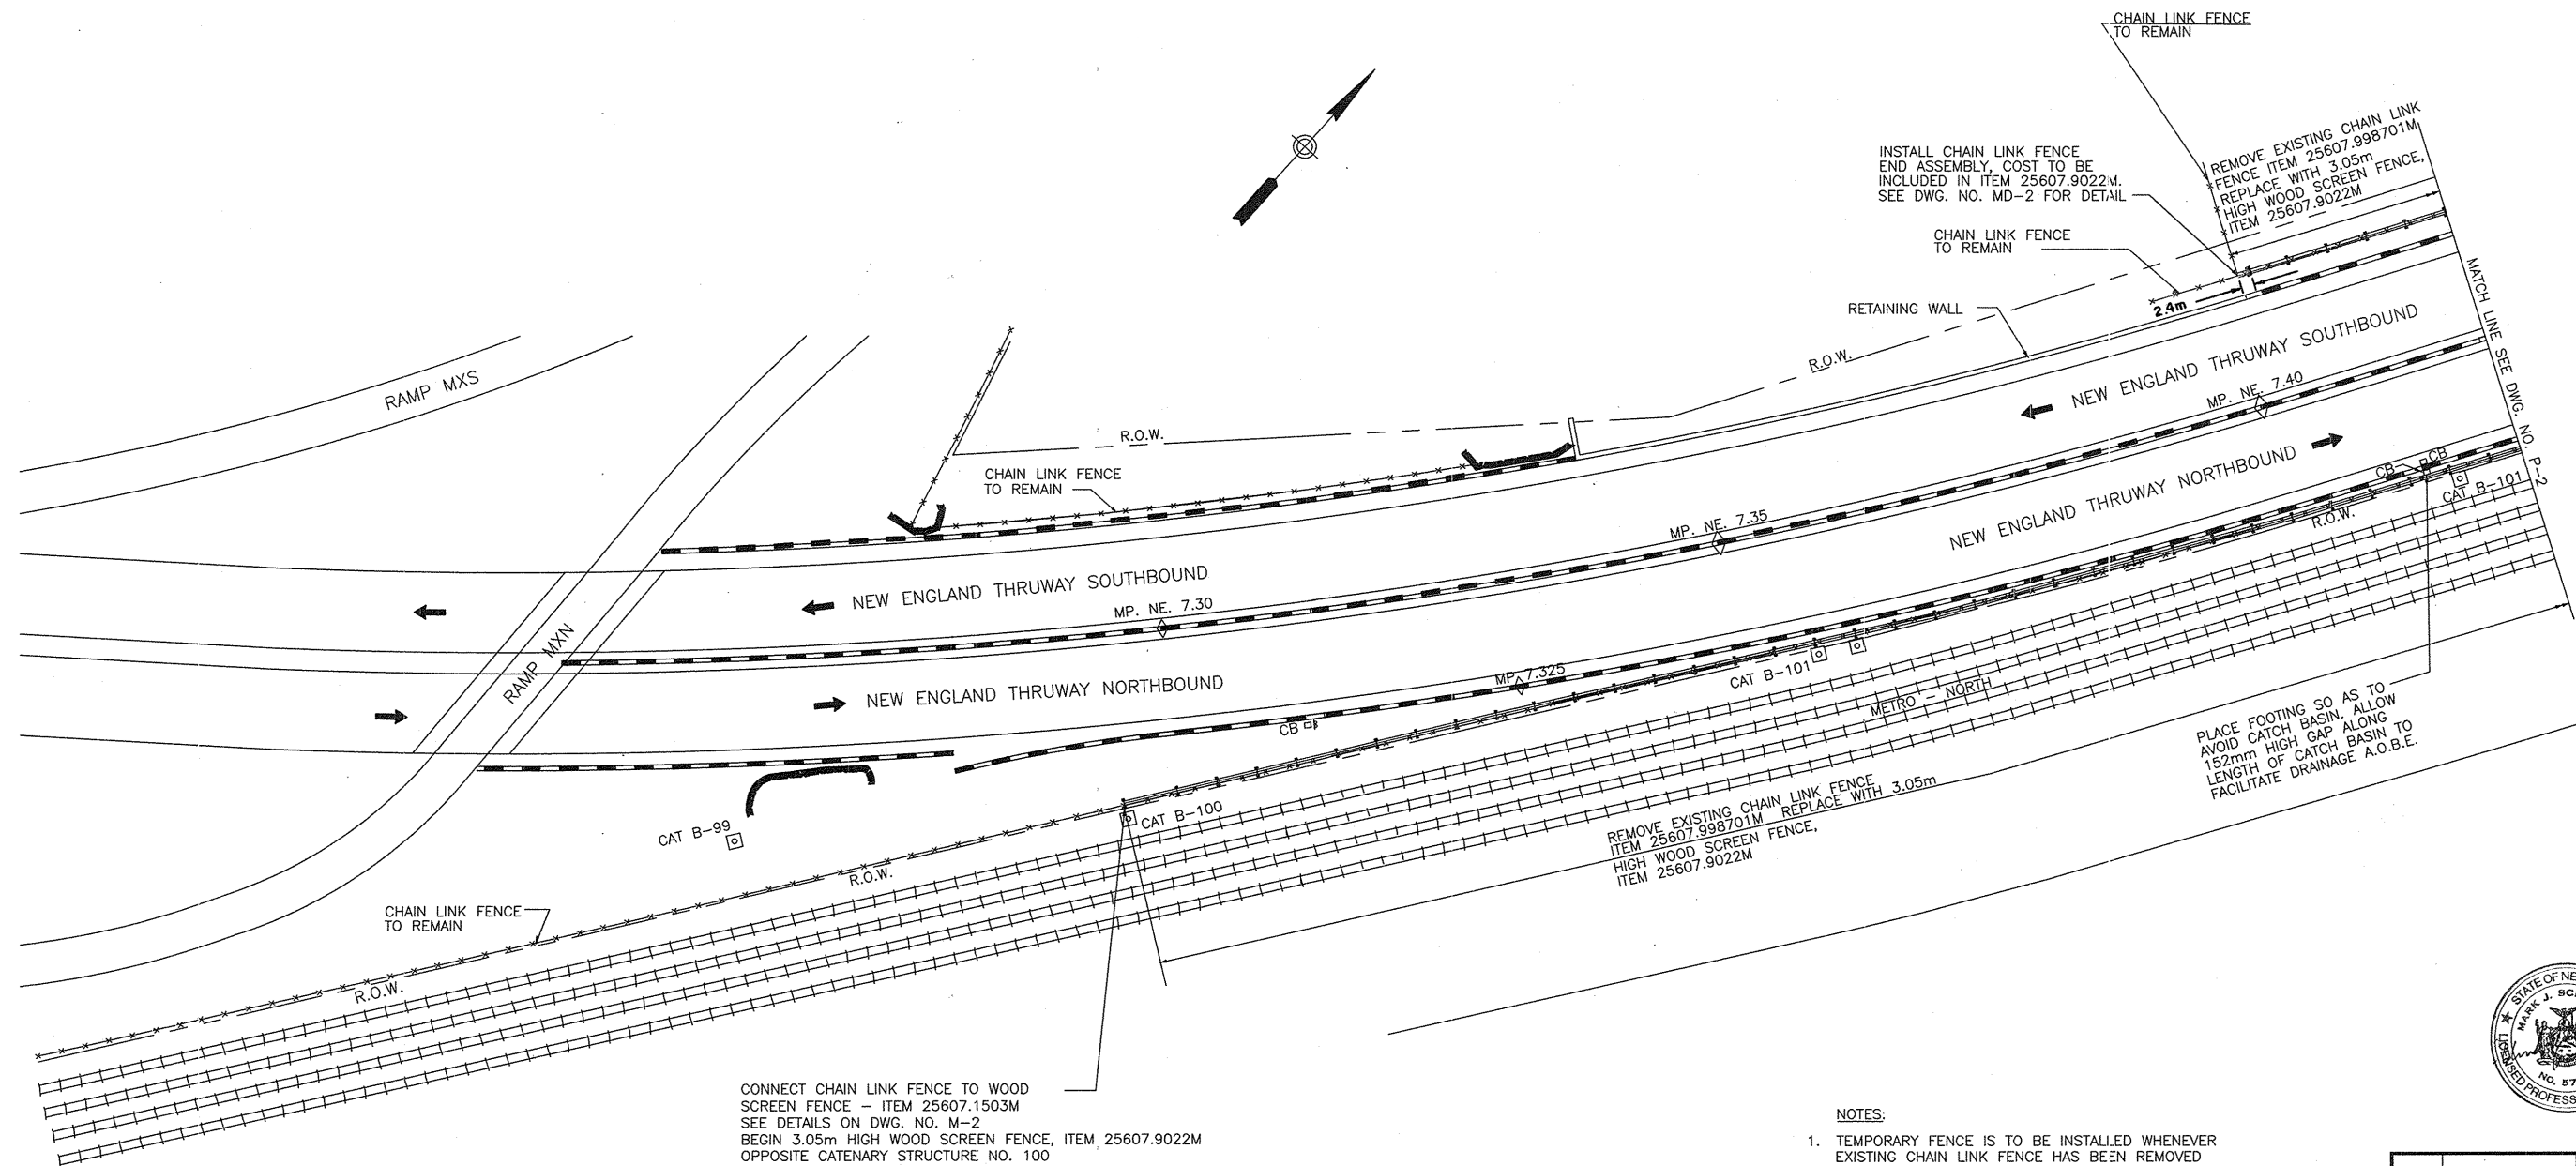 CHAIN LINK FENCE
TO REMAIN
REMOVE EXISTING CHAIN LINK
FENCE ITEM 25607.998701M,
REPLACE WITH 3.05m
HIGH WOOD SCREEN FENCE,
ITEM 25607.9022M
INSTALL CHAIN LINK FENCE
END ASSEMBLY, COST TO BE
INCLUDED IN ITEM 25607.9022M.
SEE DWG. NO. MD-2 FOR DETAIL
CHAIN LINK FENCE
TO REMAIN
2.4m
RETAINING WALL
R.O.W.
MATCH LINE SEE DWG. NO. P-2
NEW ENGLAND THRUWAY SOUTHBOUND
MP. NE. 7.40
RAMP MXS
R.O.W.
CHAIN LINK FENCE
TO REMAIN
NEW ENGLAND THRUWAY NORTHBOUND
CB
CB
CAT B-101
R.O.W.
MP. NE. 7.35
NEW ENGLAND THRUWAY SOUTHBOUND
MP. NE. 7.30
RAMP MXN
NEW ENGLAND THRUWAY NORTHBOUND
MP. 7.325
CAT B-101
METRO - NORTH
CB
CAT B-100
CAT B-99
R.O.W.
PLACE FOOTING SO AS TO
AVOID CATCH BASIN. ALLOW
152mm HIGH GAP ALONG
LENGTH OF CATCH BASIN TO
FACILITATE DRAINAGE A.O.B.E.
REMOVE EXISTING CHAIN LINK FENCE
ITEM 25607.998701M REPLACE WITH 3.05m
HIGH WOOD SCREEN FENCE,
ITEM 25607.9022M
CHAIN LINK FENCE
TO REMAIN
R.O.W.
CONNECT CHAIN LINK FENCE TO WOOD
SCREEN FENCE - ITEM 25607.1503M
SEE DETAILS ON DWG. NO. M-2
BEGIN 3.05m HIGH WOOD SCREEN FENCE, ITEM 25607.9022M
OPPOSITE CATENARY STRUCTURE NO. 100
STATE OF NE
MARK J. SC
LICENSED PROFESS
NO. 57
NOTES:
1. TEMPORARY FENCE IS TO BE INSTALLED WHENEVER
EXISTING CHAIN LINK FENCE HAS BEEN REMOVED